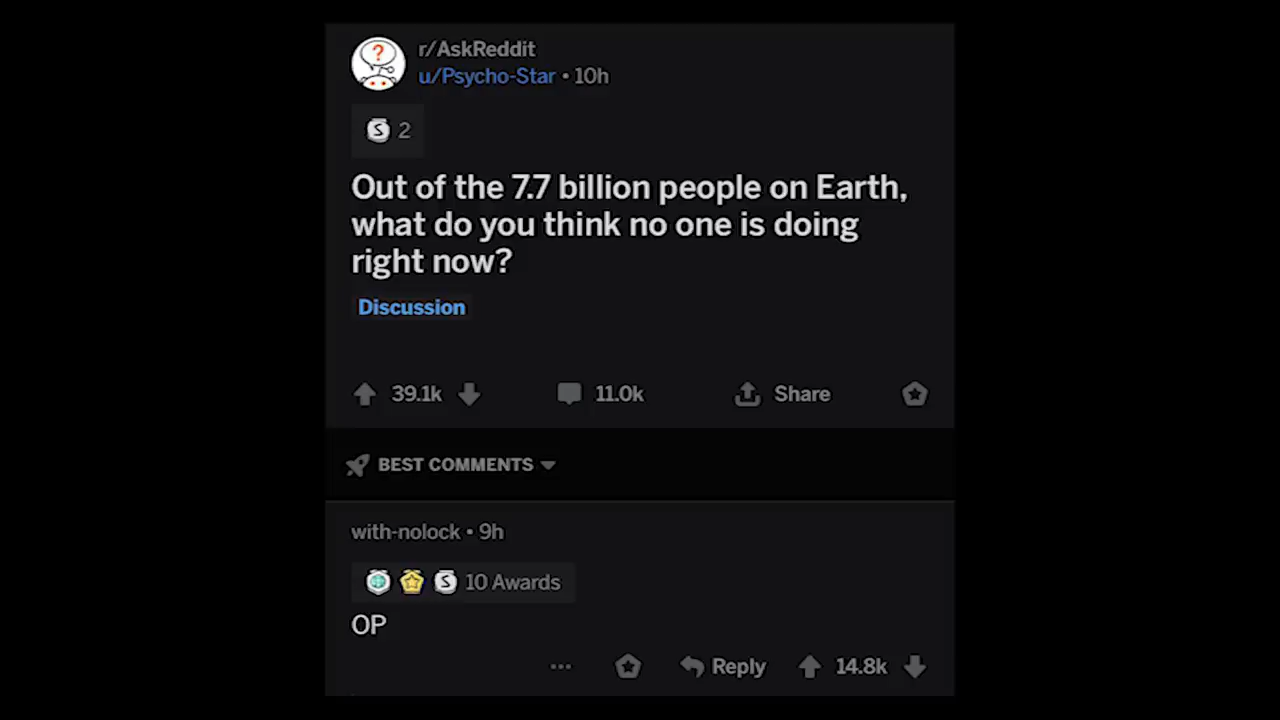 r/AskReddit
u/Psycho-Star • 10h
2
Out of the 7.7 billion people on Earth,
what do you think no one is doing
right now?
Discussion
39.1k 11.0k Share
BEST COMMENTS
with-nolock • 9h
S 10 Awards
OP
... Reply 14.8k